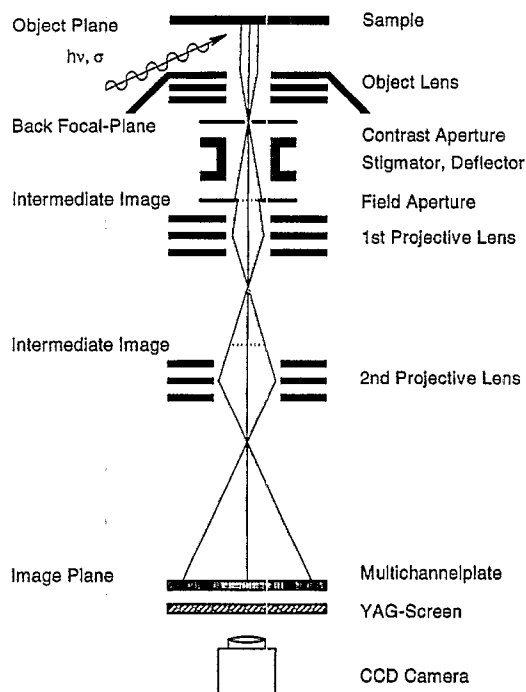 Object Plane
Sample
hν, σ
Object Lens
Back Focal-Plane
Contrast Aperture
Stigmator, Deflector
Intermediate Image
Field Aperture
1st Projective Lens
Intermediate Image
2nd Projective Lens
Image Plane
Multichannelplate
YAG-Screen
CCD Camera